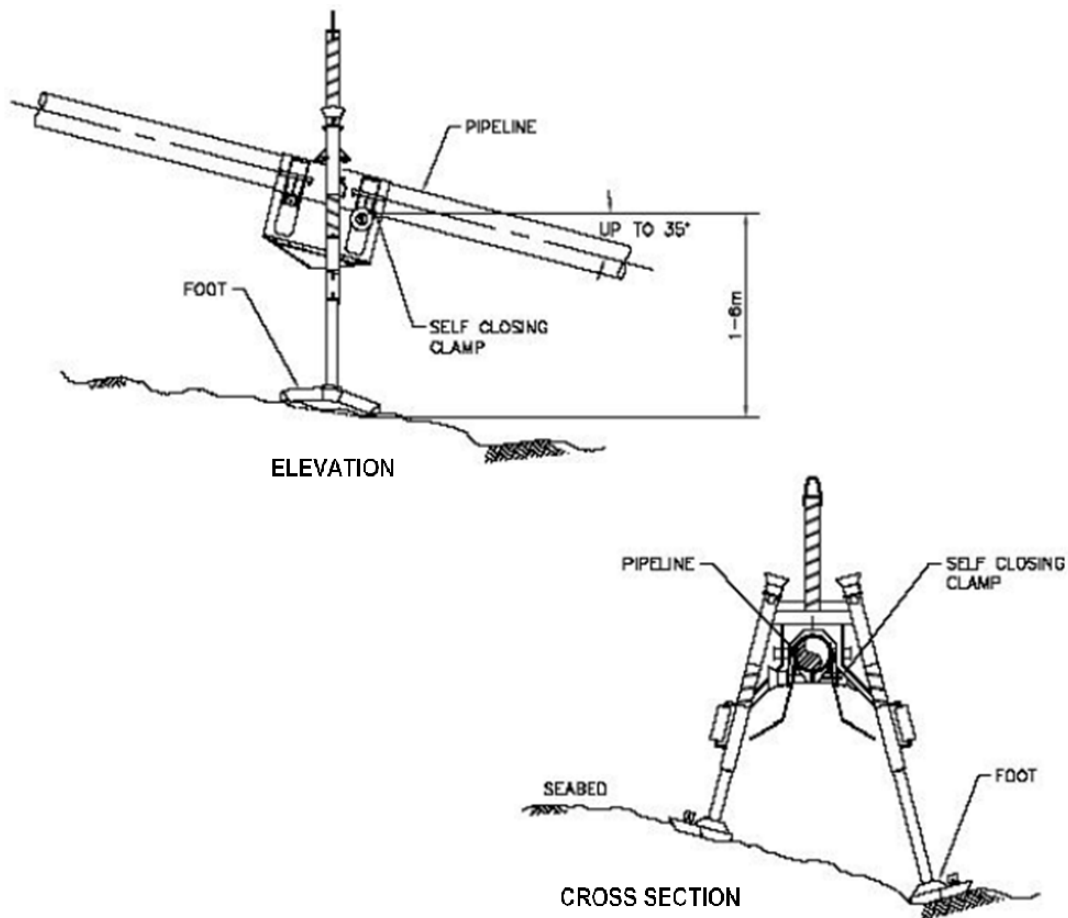 PIPELINE
UP TO 35°
FOOT
1-6m
SELF CLOSING
CLAMP
ELEVATION
PIPELINE
SELF CLOSING
CLAMP
SEABED
FOOT
CROSS SECTION